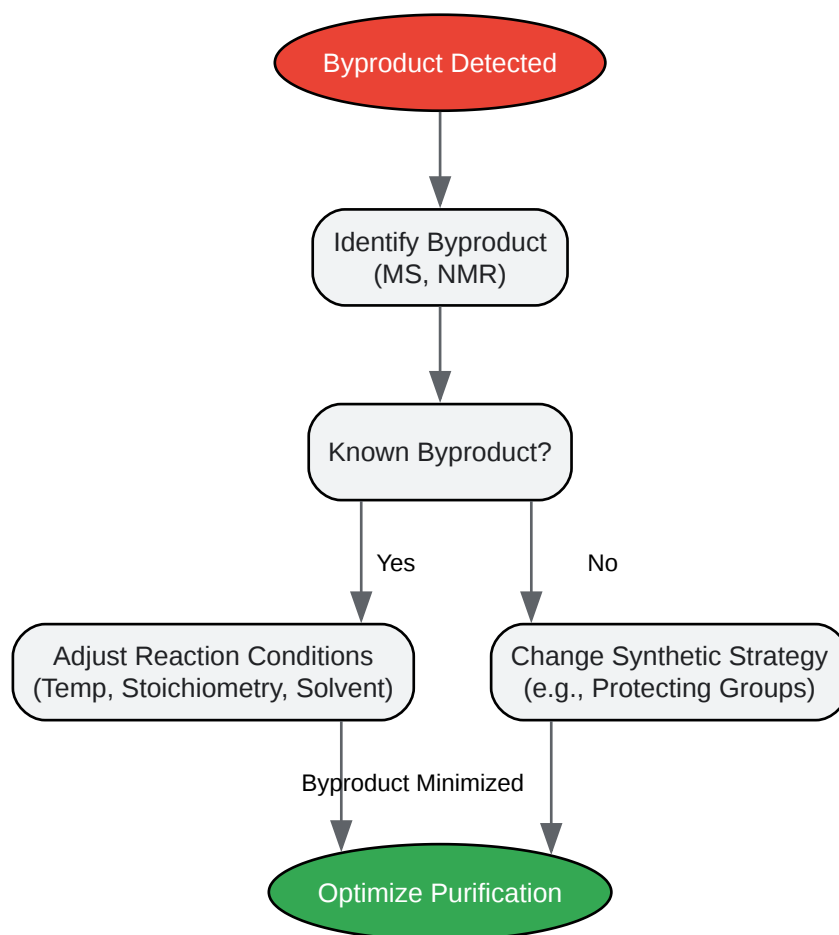 Byproduct Detected
Identify Byproduct
(MS, NMR)
Known Byproduct?
Yes
No
Adjust Reaction Conditions
(Temp, Stoichiometry, Solvent)
Change Synthetic Strategy
(e.g., Protecting Groups)
Byproduct Minimized
Optimize Purification